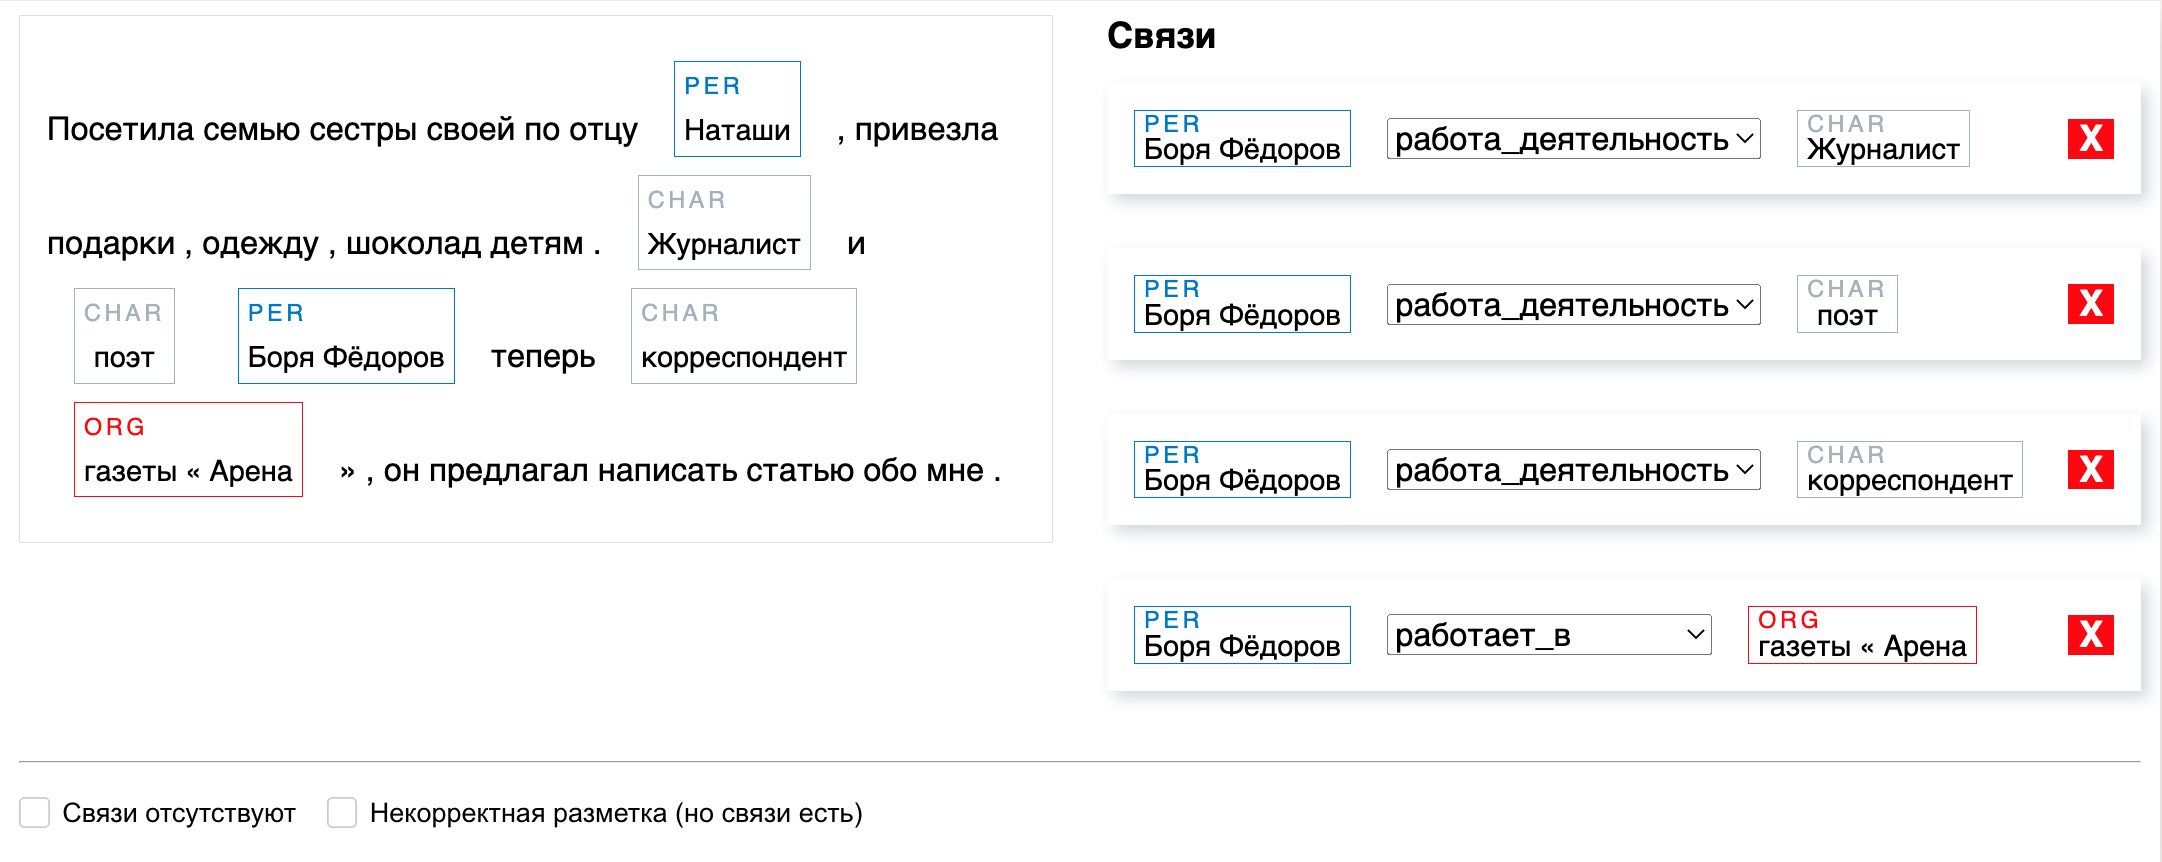 PER
Посетила семью сестры своей по отцу Наташи , привезла
CHAR
подарки , одежду , шоколад детям . Журналист и
CHAR PER CHAR
поэт Боря Фёдоров теперь корреспондент
ORG
газеты « Арена » , он предлагал написать статью обо мне .
Связи
PER CHAR
Боря Фёдоров работа_деятельность Журналист X
PER CHAR
Боря Фёдоров работа_деятельность поэт X
PER CHAR
Боря Фёдоров работа_деятельность корреспондент X
PER ORG
Боря Фёдоров работает_в газеты « Арена X
Связи отсутствуют Некорректная разметка (но связи есть)